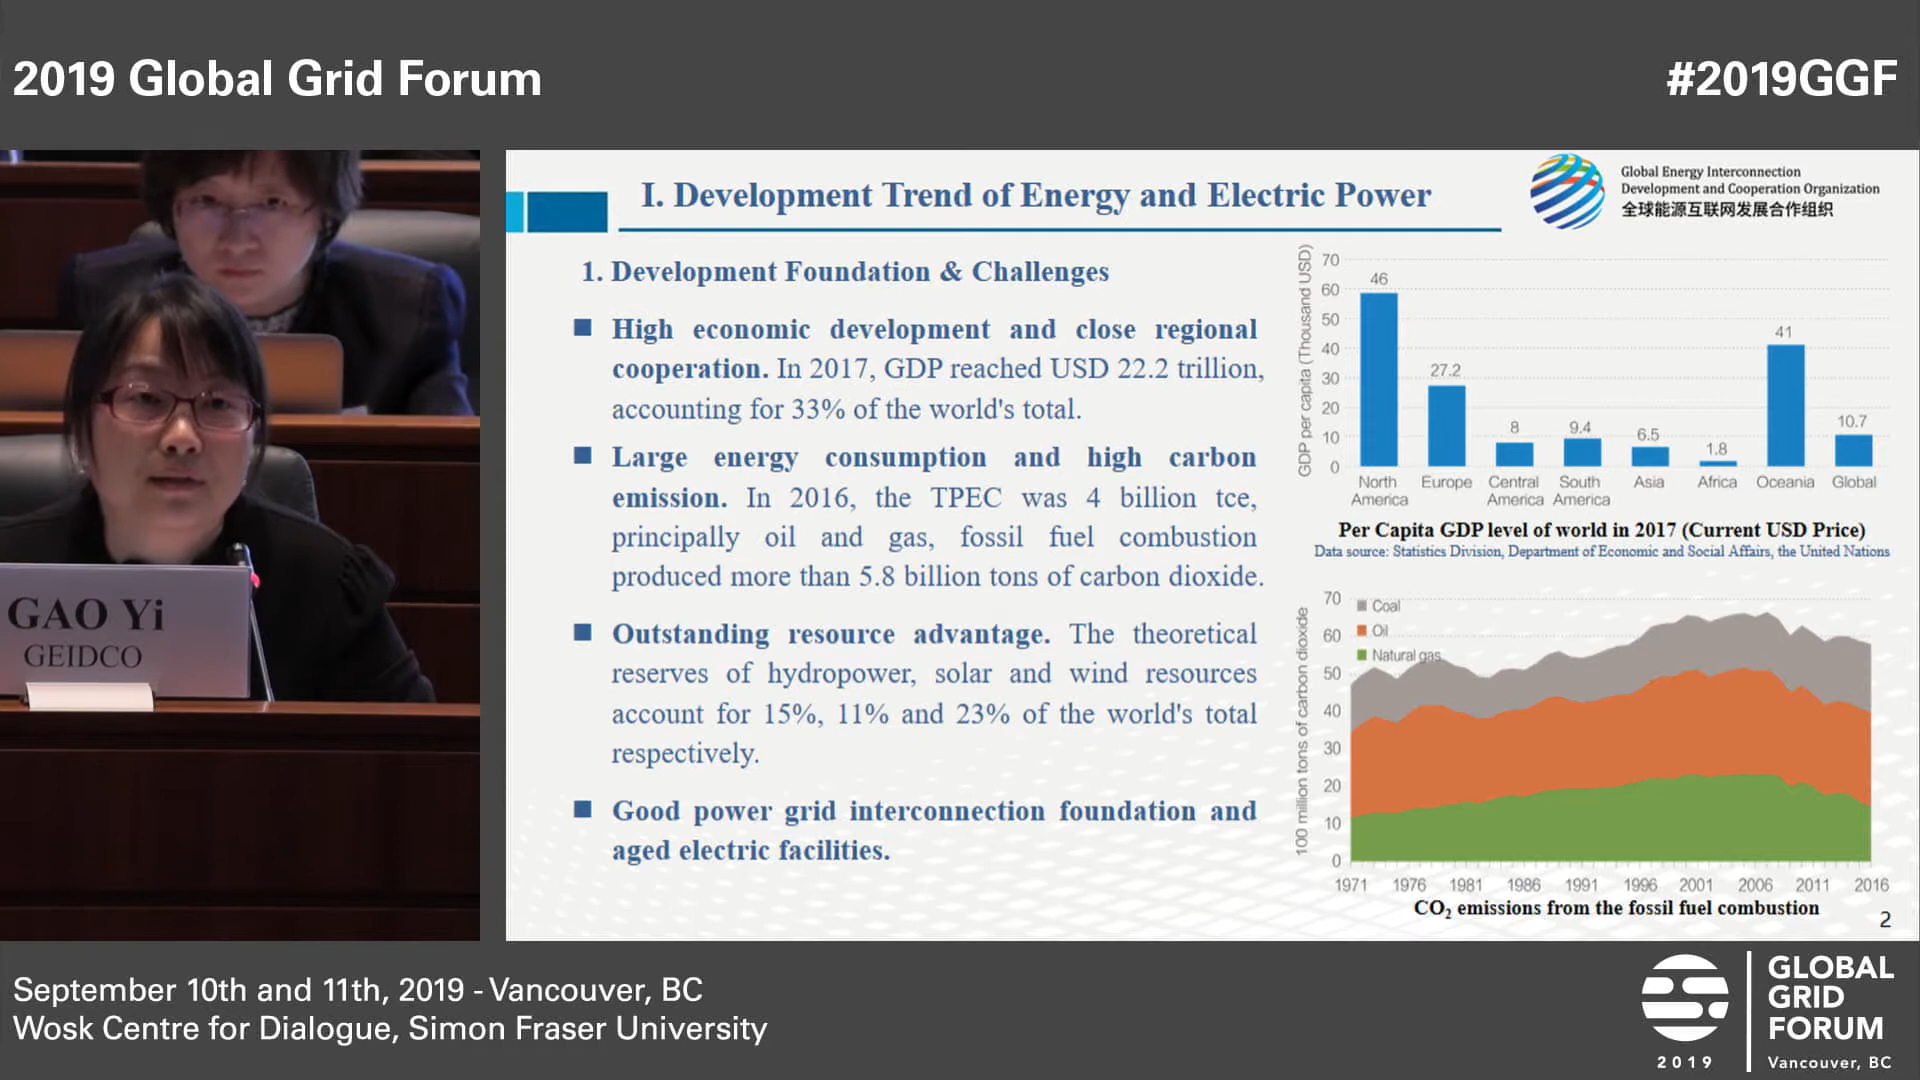 2019 Global Grid Forum
#2019GGF
GAO Yi
GEIDCO
I. Development Trend of Energy and Electric Power
Global Energy Interconnection
Development and Cooperation Organization
全球能源互联网发展合作组织
1. Development Foundation & Challenges
High economic development and close regional
cooperation. In 2017, GDP reached USD 22.2 trillion,
accounting for 33% of the world's total.
Large energy consumption and high carbon
emission. In 2016, the TPEC was 4 billion tce,
principally oil and gas, fossil fuel combustion
produced more than 5.8 billion tons of carbon dioxide.
Outstanding resource advantage. The theoretical
reserves of hydropower, solar and wind resources
account for 15%, 11% and 23% of the world's total
respectively.
Good power grid interconnection foundation and
aged electric facilities.
GDP per capita (Thousand USD)
70
60
50
40
30
20
10
0
46
27.2
8
9.4
6.5
1.8
41
10.7
North America
Europe
Central America
South America
Asia
Africa
Oceania
Global
Per Capita GDP level of world in 2017 (Current USD Price)
Data source: Statistics Division, Department of Economic and Social Affairs, the United Nations
100 million tons of carbon dioxide
70
60
50
40
30
20
10
0
Coal
Oil
Natural gas
1971 1976 1981 1986 1991 1996 2001 2006 2011 2016
CO₂ emissions from the fossil fuel combustion
2
September 10th and 11th, 2019 - Vancouver, BC
Wosk Centre for Dialogue, Simon Fraser University
2019
GLOBAL
GRID
FORUM
Vancouver, BC